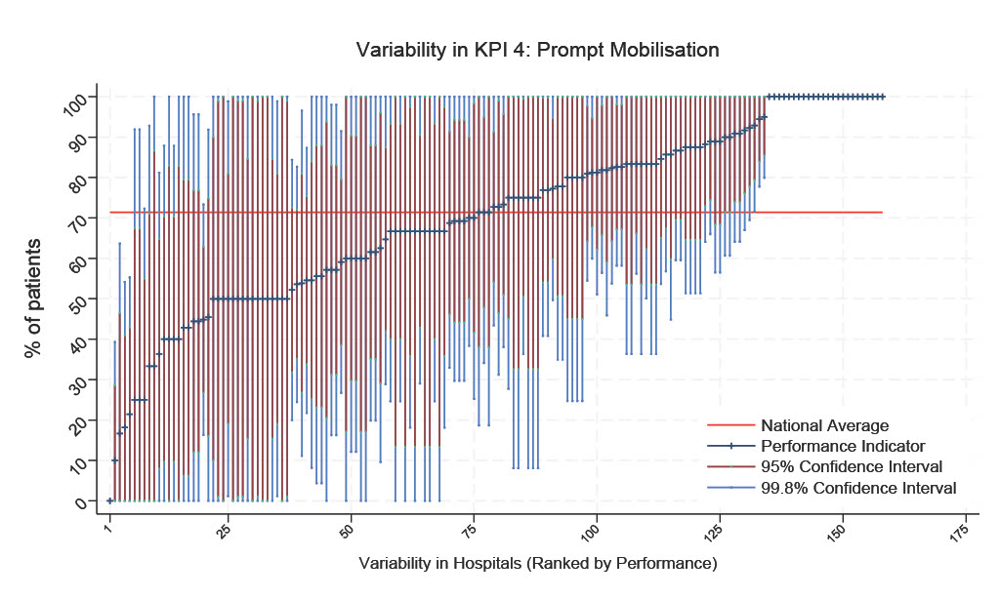 Variability in KPI 4: Prompt Mobilisation
% of patients
100
90
80
70
60
50
40
30
20
10
0
National Average
Performance Indicator
95% Confidence Interval
99.8% Confidence Interval
1
25
50
75
100
125
150
175
Variability in Hospitals (Ranked by Performance)